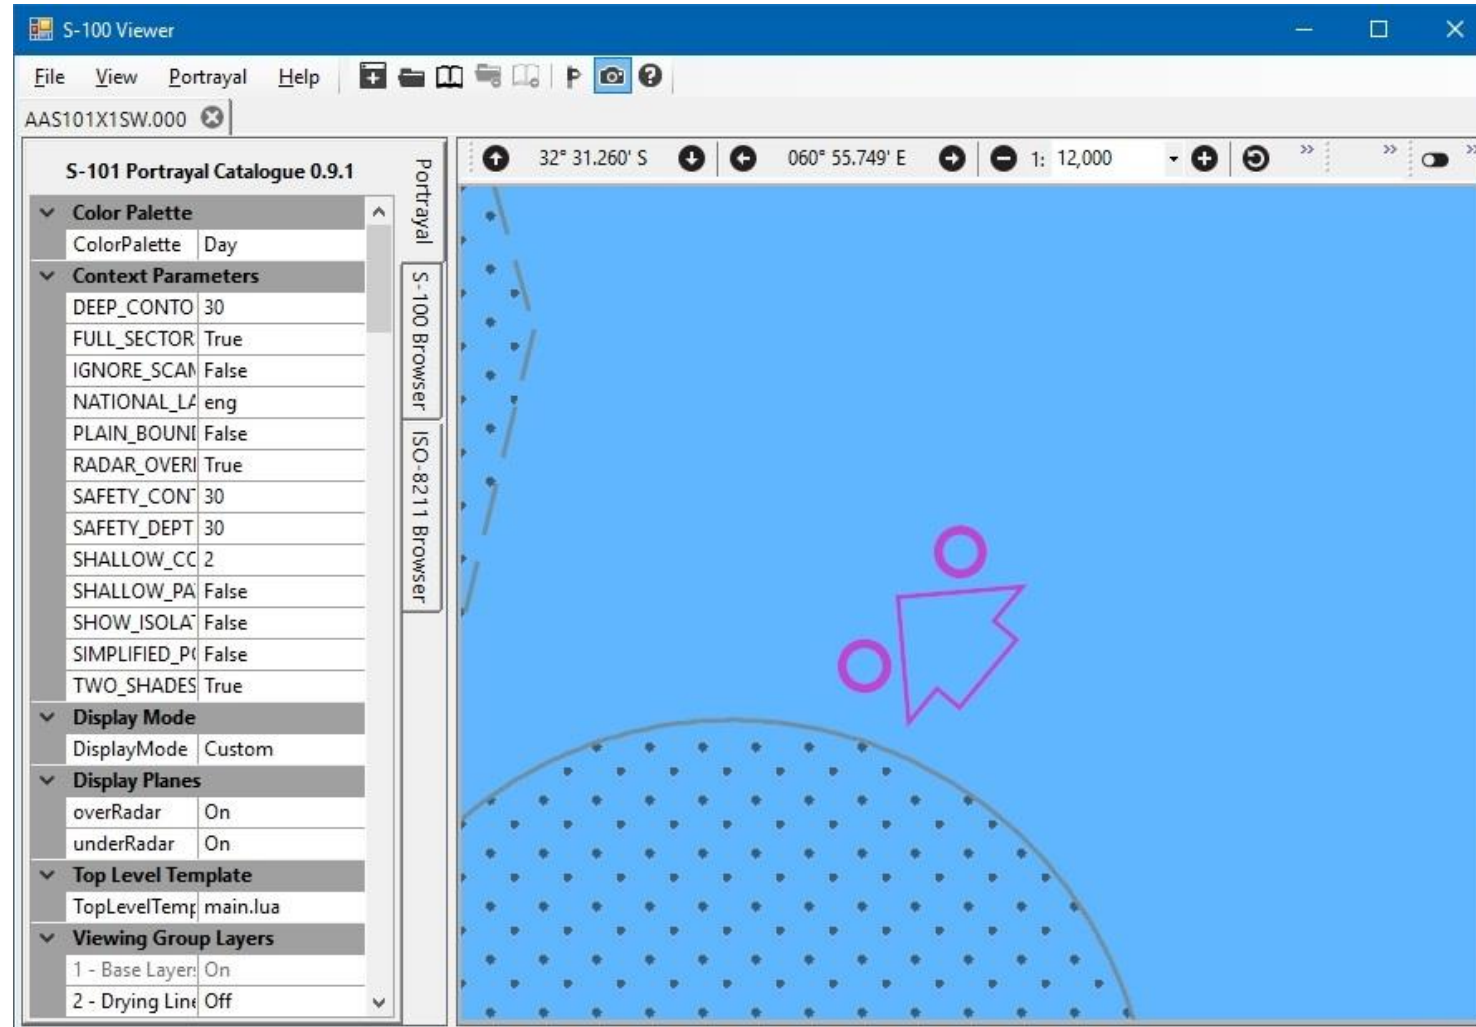 S-100 Viewer
File View Portrayal Help
AAS101X1SW.000
S-101 Portrayal Catalogue 0.9.1
Color Palette
ColorPalette Day
Context Parameters
DEEP_CONTO 30
FULL_SECTOR True
IGNORE_SCAM False
NATIONAL_LA eng
PLAIN_BOUND False
RADAR_OVERI True
SAFETY_CONT 30
SAFETY_DEPT 30
SHALLOW_CC 2
SHALLOW_PA False
SHOW_ISOLAT False
SIMPLIFIED_PO False
TWO_SHADES True
Display Mode
DisplayMode Custom
Display Planes
overRadar On
underRadar On
Top Level Template
TopLevelTemp main.lua
Viewing Group Layers
1 - Base Layer: On
2 - Drying Line Off
Portrayal
S-100 Browser
ISO-8211 Browser
32° 31.260' S 060° 55.749' E 1: 12,000